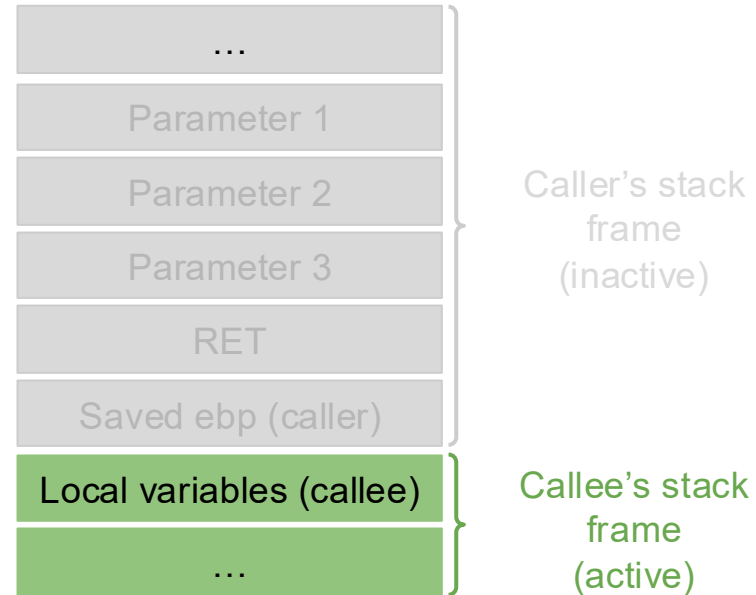 …
Parameter 1
Parameter 2
Parameter 3
RET
Saved ebp (caller)
Caller’s stack
frame
(inactive)
Local variables (callee)
…
Callee’s stack
frame
(active)